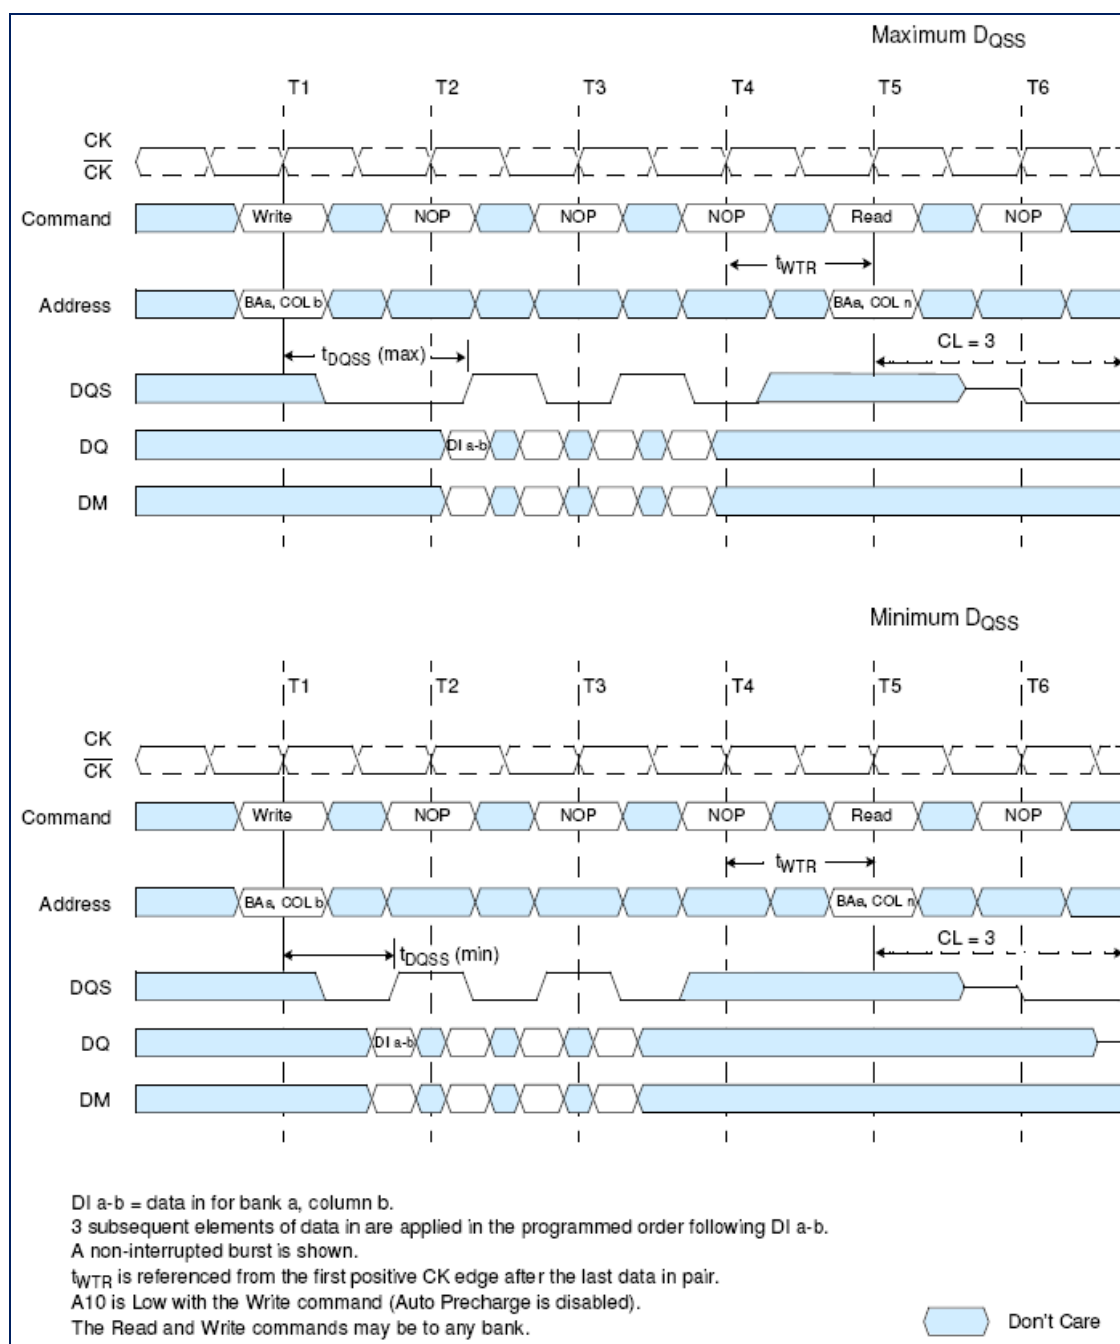 Maximum DQSS
T1 T2 T3 T4 T5 T6
CK
CK
Command Write NOP NOP NOP Read NOP
tWTR
Address BAa, COL b BAa, COL n
tDQSS (max) CL = 3
DQS
DQ DI a-b
DM
Minimum DQSS
T1 T2 T3 T4 T5 T6
CK
CK
Command Write NOP NOP NOP Read NOP
tWTR
Address BAa, COL b BAa, COL n
tDQSS (min) CL = 3
DQS
DQ DI a-b
DM
DI a-b = data in for bank a, column b.
3 subsequent elements of data in are applied in the programmed order following DI a-b.
A non-interrupted burst is shown.
tWTR is referenced from the first positive CK edge after the last data in pair.
A10 is Low with the Write command (Auto Precharge is disabled).
The Read and Write commands may be to any bank.
Don't Care